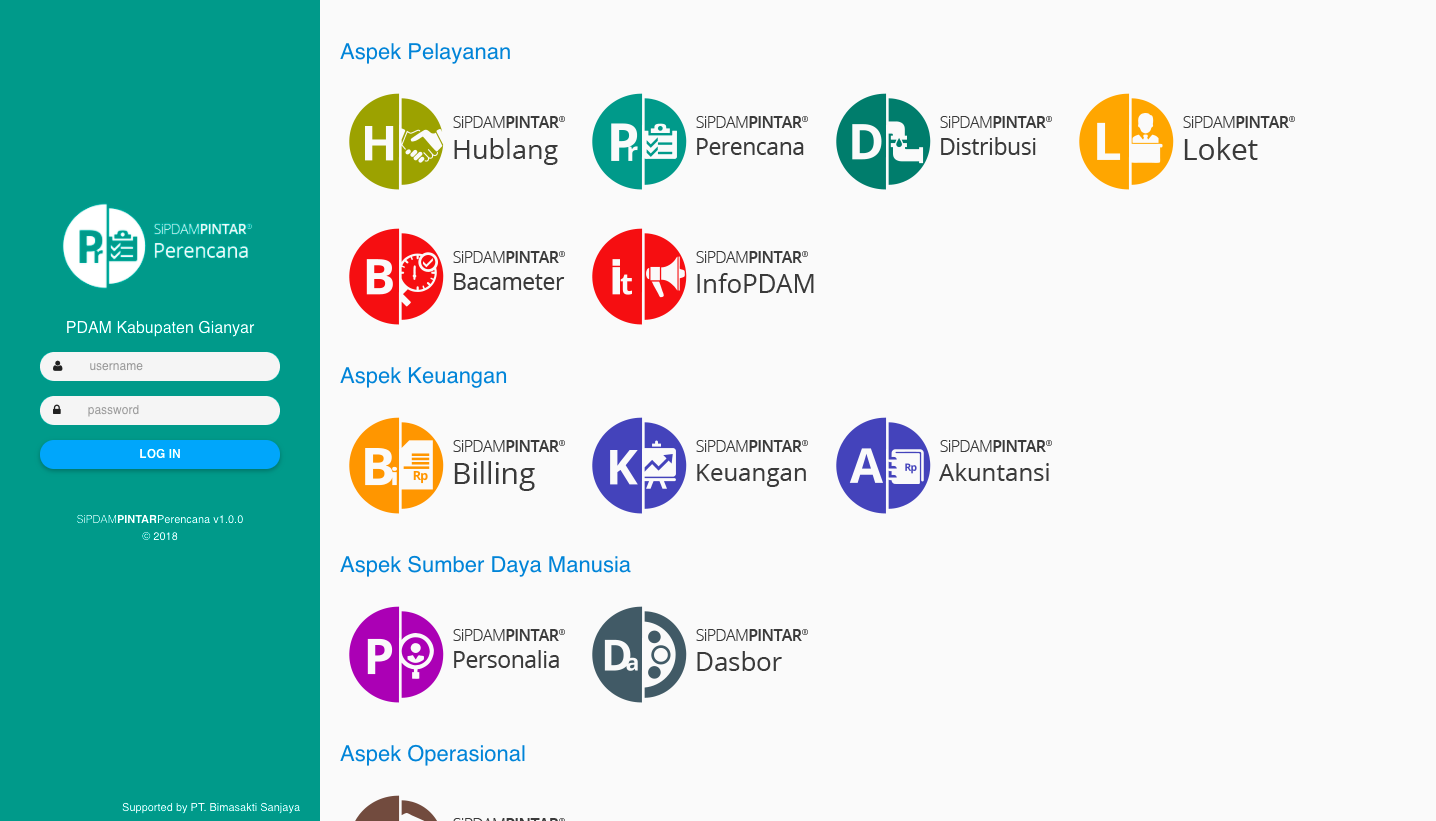 Pr
SiPDAMPINTAR®
Perencana
PDAM Kabupaten Gianyar
username
password
LOG IN
SiPDAMPINTARPerencana v1.0.0
© 2018
Supported by PT. Bimasakti Sanjaya
Aspek Pelayanan
H SiPDAMPINTAR® Hublang
Pr SiPDAMPINTAR® Perencana
D SiPDAMPINTAR® Distribusi
L SiPDAMPINTAR® Loket
B SiPDAMPINTAR® Bacameter
it SiPDAMPINTAR® InfoPDAM
Aspek Keuangan
Bi Rp SiPDAMPINTAR® Billing
K SiPDAMPINTAR® Keuangan
A Rp SiPDAMPINTAR® Akuntansi
Aspek Sumber Daya Manusia
P SiPDAMPINTAR® Personalia
Da SiPDAMPINTAR® Dasbor
Aspek Operasional